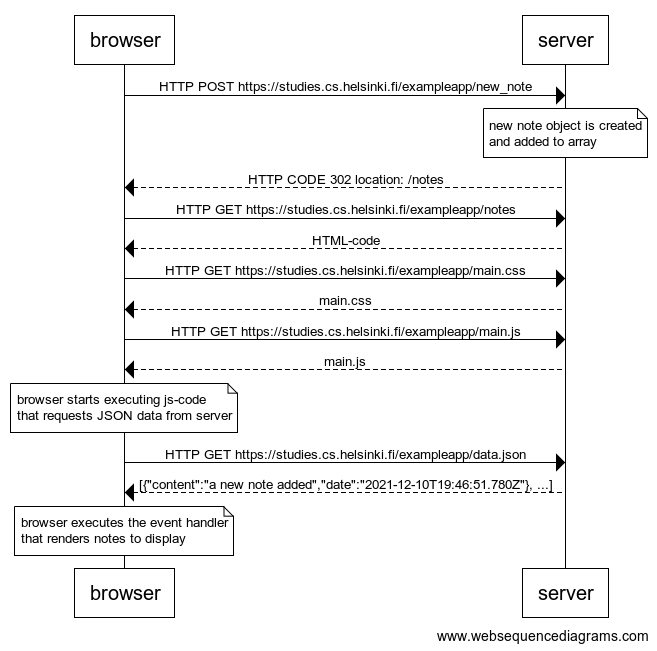 browser
server
HTTP POST https://studies.cs.helsinki.fi/exampleapp/new_note
new note object is created
and added to array
HTTP CODE 302 location: /notes
HTTP GET https://studies.cs.helsinki.fi/exampleapp/notes
HTML-code
HTTP GET https://studies.cs.helsinki.fi/exampleapp/main.css
main.css
HTTP GET https://studies.cs.helsinki.fi/exampleapp/main.js
main.js
browser starts executing js-code
that requests JSON data from server
HTTP GET https://studies.cs.helsinki.fi/exampleapp/data.json
[{"content":"a new note added","date":"2021-12-10T19:46:51.780Z"}, ...]
browser executes the event handler
that renders notes to display
browser
server
www.websequencediagrams.com